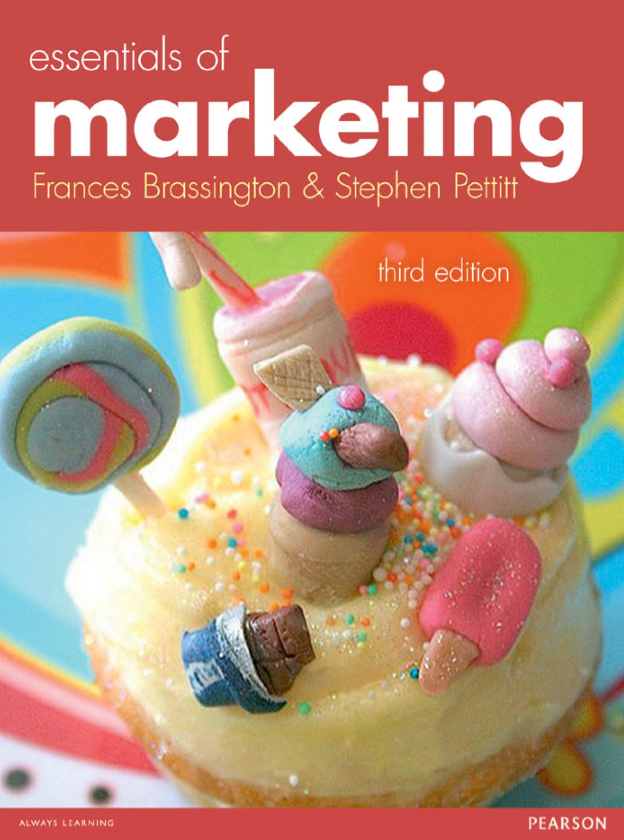 essentials of
marketing
Frances Brassington & Stephen Pettitt
third edition
ALWAYS LEARNING
PEARSON